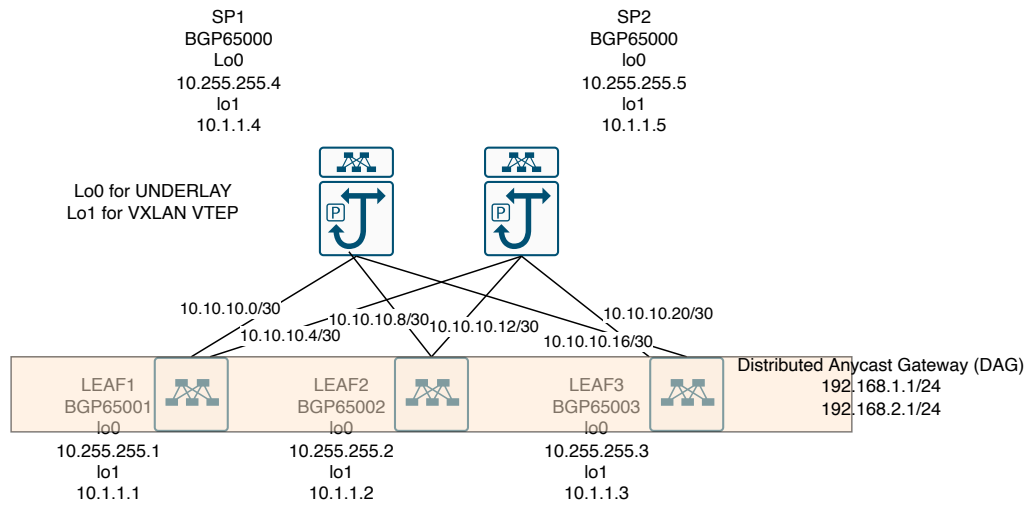 SP1
BGP65000
Lo0
10.255.255.4
lo1
10.1.1.4
SP2
BGP65000
lo0
10.255.255.5
lo1
10.1.1.5
Lo0 for UNDERLAY
Lo1 for VXLAN VTEP
P
P
10.10.10.0/30
10.10.10.4/30
10.10.10.8/30
10.10.10.12/30
10.10.10.20/30
10.10.10.16/30
LEAF1
BGP65001
lo0
10.255.255.1
lo1
10.1.1.1
LEAF2
BGP65002
lo0
10.255.255.2
lo1
10.1.1.2
LEAF3
BGP65003
lo0
10.255.255.3
lo1
10.1.1.3
Distributed Anycast Gateway (DAG)
192.168.1.1/24
192.168.2.1/24